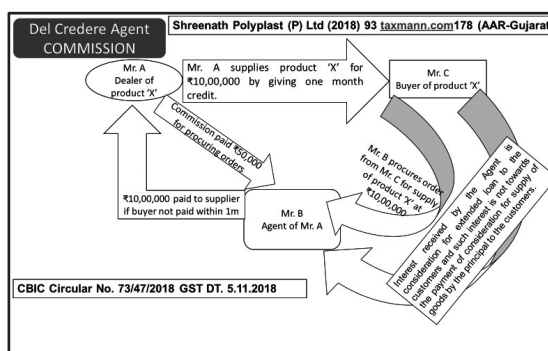 Del Credere Agent
COMMISSION
Shreenath Polyplast (P) Ltd (2018) 93 taxmann.com178 (AAR-Gujarat
Mr. A
Dealer of
product 'X'
Mr. A supplies product 'X' for
₹10,00,000 by giving one month
credit.
Mr. C
Buyer of product 'X'
Commission paid ₹50,000
for procuring orders
Mr. B procures order
from Mr. C for supply
of product 'X' at
₹10,00,000
Interest received by the Agent is
consideration for extended loan to the
customers and such interest is not towards
the payment of consideration for supply of
goods by the principal to the customers.
₹10,00,000 paid to supplier
if buyer not paid within 1m
Mr. B
Agent of Mr. A
CBIC Circular No. 73/47/2018 GST DT. 5.11.2018